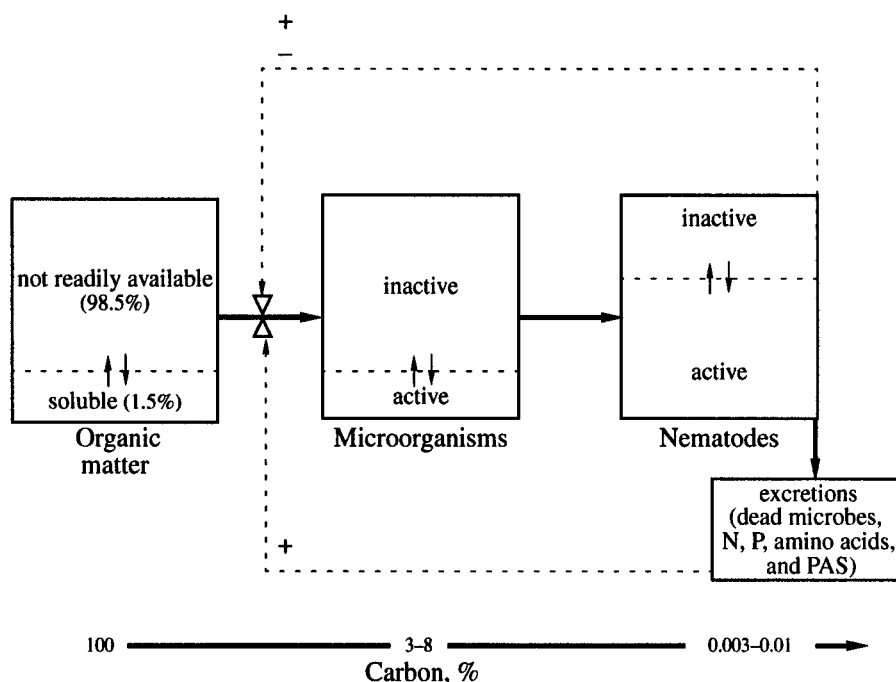 +
–
not readily available
(98.5%)
soluble (1.5%)
Organic
matter
inactive
active
Microorganisms
inactive
active
Nematodes
excretions
(dead microbes,
N, P, amino acids,
and PAS)
+
100 3–8 0.003–0.01
Carbon, %